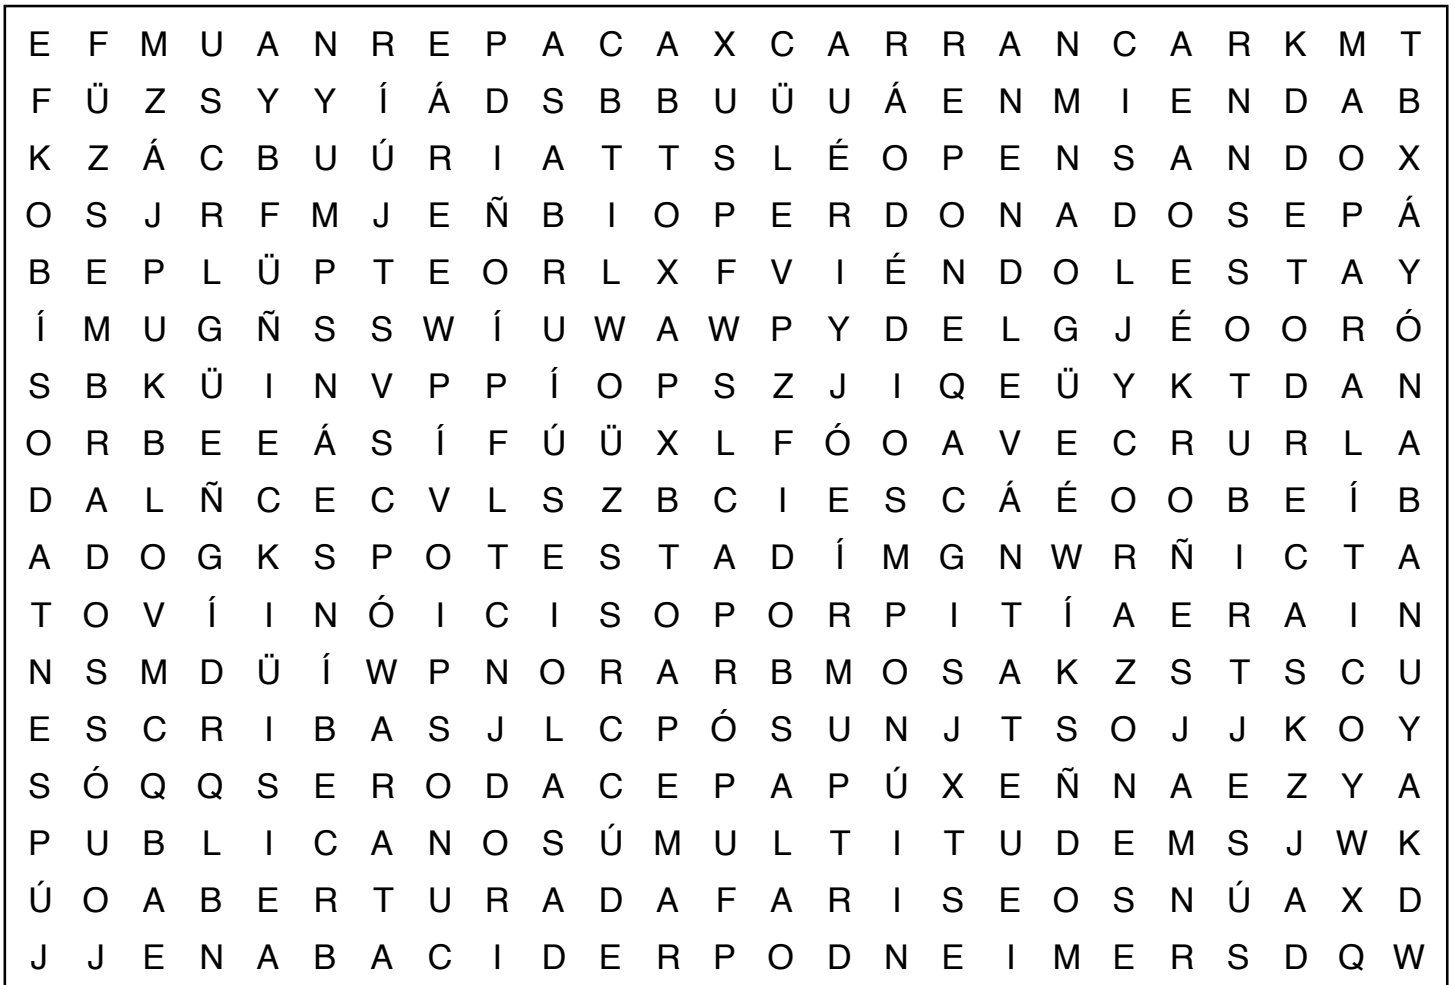 E F M U A N R E P A C A X C A R R A N C A R K M T
F Ü Z S Y Y Í Á D S B B U Ü U Á E N M I E N D A B
K Z Á C B U Ú R I A T T S L É O P E N S A N D O X
O S J R F M J E Ñ B I O P E R D O N A D O S E P Á
B E P L Ü P T E O R L X F V I É N D O L E S T A Y
Í M U G Ñ S S W Í U W A W P Y D E L G J É O O R Ó
S B K Ü I N V P P Í O P S Z J I Q E Ü Y K T D A N
O R B E E Á S Í F Ú Ü X L F Ó O A V E C R U R L A
D A L Ñ C E C V L S Z B C I E S C Á É O O B E Í B
A D O G K S P O T E S T A D Í M G N W R Ñ I C T A
T O V Í I N Ó I C I S O P O R P I T Í A E R A I N
N S M D Ü Í W P N O R A R B M O S A K Z S T S C U
E S C R I B A S J L C P Ó S U N J T S O J J K O Y
S Ó Q Q S E R O D A C E P A P Ú X E Ñ N A E Z Y A
P U B L I C A N O S Ú M U L T I T U D E M S J W K
Ú O A B E R T U R A D A F A R I S E O S N Ú A X D
J J E N A B A C I D E R P O D N E I M E R S D Q W